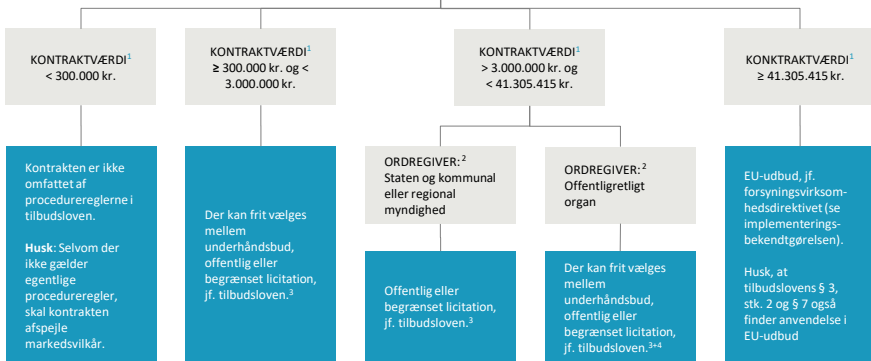 KONTRAKTVÆRDI¹
< 300.000 kr.
KONTRAKTVÆRDI¹
≥ 300.000 kr. og <
3.000.000 kr.
KONTRAKTVÆRDI¹
> 3.000.000 kr. og
< 41.305.415 kr.
KONKTRAKTVÆRDI¹
≥ 41.305.415 kr.
Kontrakten er ikke
omfattet af
procedurereglerne i
tilbudsloven.
Husk: Selvom der
ikke gælder
egentlige
procedureregler,
skal kontrakten
afspejle
markedsvilkår.
Der kan frit vælges
mellem
underhåndsbud,
offentlig eller
begrænset licitation,
jf. tilbudsloven.³
ORDREGIVER:²
Staten og kommunal
eller regional
myndighed
Offentlig eller
begrænset licitation,
jf. tilbudsloven.³
ORDREGIVER:²
Offentligretligt
organ
Der kan frit vælges
mellem
underhåndsbud,
offentlig eller
begrænset licitation,
jf. tilbudsloven.³⁺⁴
EU-udbud, jf.
forsyningsvirksom-
hedsdirektivet (se
implementerings-
bekendtgørelsen).
Husk, at
tilbudslovens § 3,
stk. 2 og § 7 også
finder anvendelse i
EU-udbud